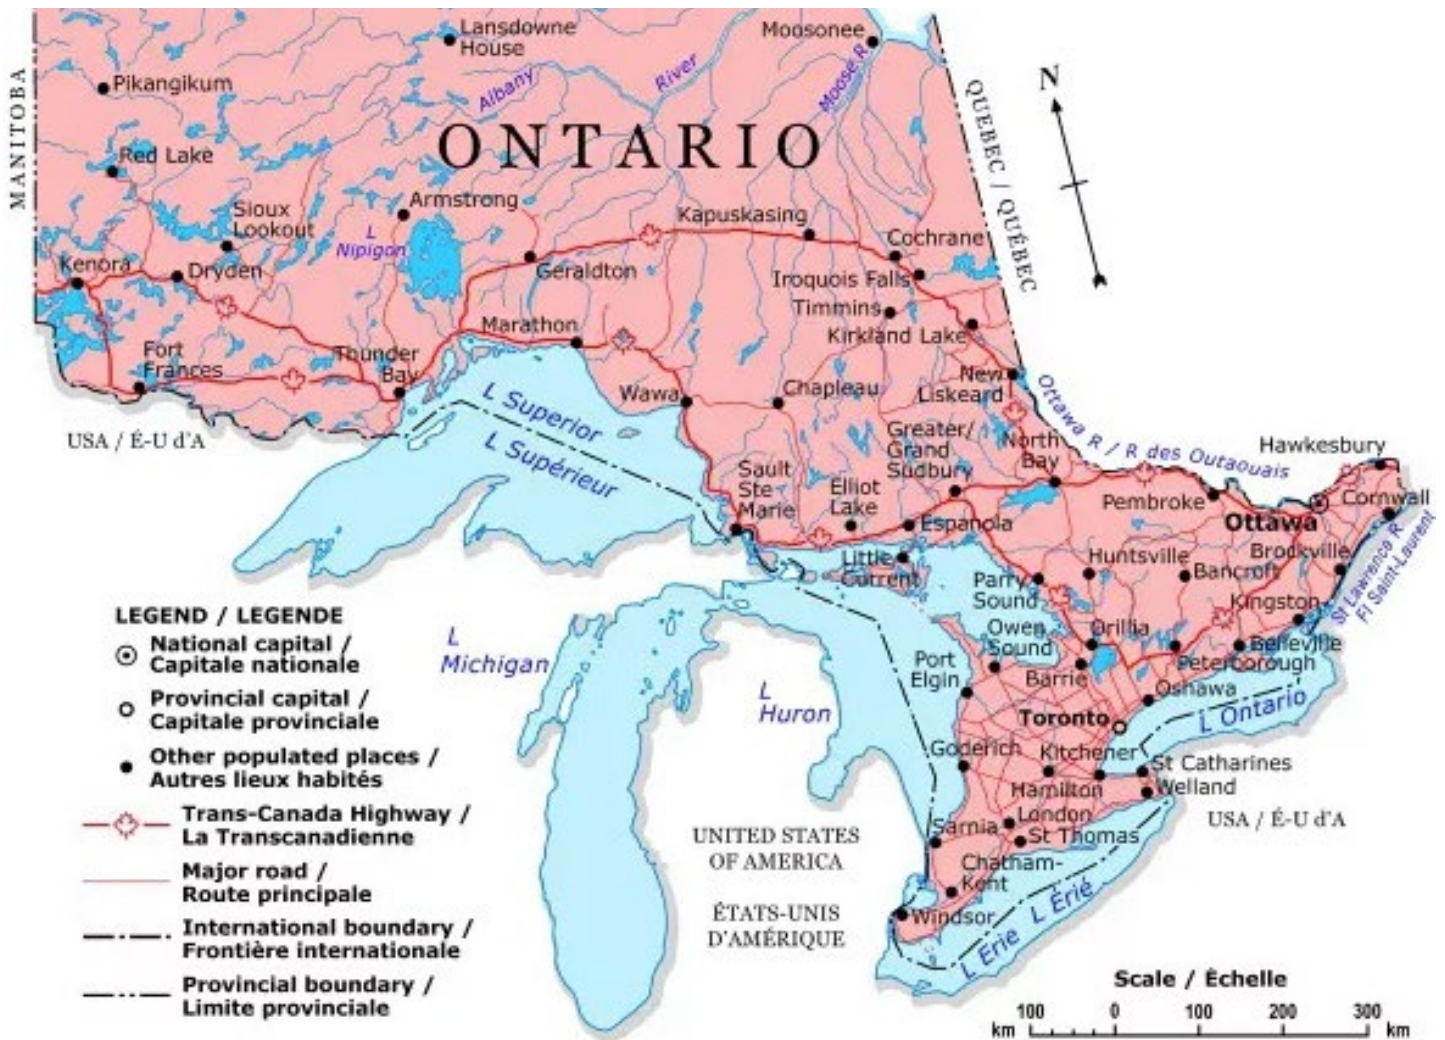 Lansdowne
House
Moosonee
Pikangikum
Albany
River
Moose R
N
MANITOBA
ONTARIO
QUEBEC / QUÉBEC
Red Lake
Armstrong
Sioux
Lookout
L
Nipigon
Kapuskasing
Cochrane
Kenora
Dryden
Geraldton
Iroquois Falls
Timmins
Marathon
Kirkland Lake
Fort
Frances
Thunder
Bay
Wawa
Chapleau
New
Liskeard
L Superior
L Supérieur
USA / É-U d'A
Ottawa R / R des Outaouais
Greater/
Grand
Sudbury
North
Bay
Hawkesbury
Sault
Ste
Marie
Elliot
Lake
Espanola
Pembroke
Ottawa
Cornwall
Little
Current
Parry
Sound
Huntsville
Bancroft
Brockville
Kingston
St Lawrence R
Fl Saint-Laurent
Owen
Sound
Orillia
Belleville
Peterborough
Port
Elgin
Barrie
Oshawa
L
Michigan
L
Huron
Toronto
L Ontario
Goderich
Kitchener
St Catharines
Hamilton
Welland
London
Sarnia
St Thomas
USA / É-U d'A
Chatham-
Kent
Windsor
L Érié
L Erie
UNITED STATES
OF AMERICA
ÉTATS-UNIS
D'AMÉRIQUE
LEGEND / LEGENDE
National capital /
Capitale nationale
Provincial capital /
Capitale provinciale
Other populated places /
Autres lieux habités
Trans-Canada Highway /
La Transcanadienne
Major road /
Route principale
International boundary /
Frontière internationale
Provincial boundary /
Limite provinciale
Scale / Échelle
100 0 100 200 300
km km